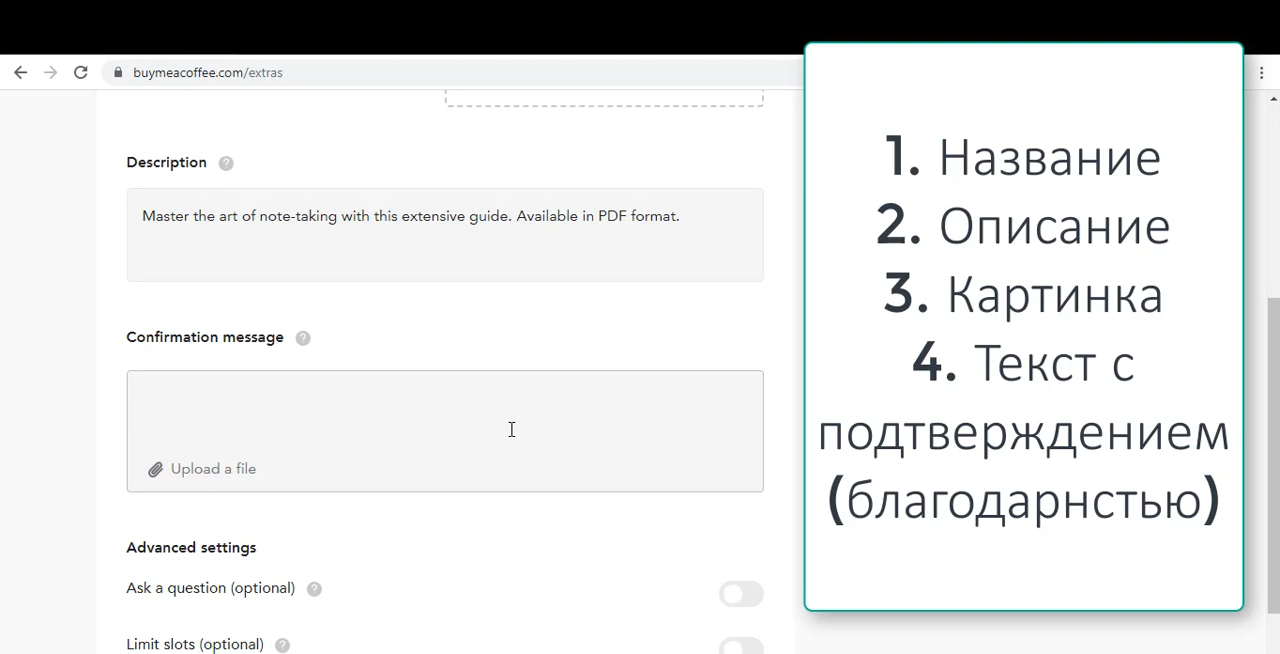 buymeacoffee.com/extras
Description ?
Master the art of note-taking with this extensive guide. Available in PDF format.
Confirmation message ?
Upload a file
Advanced settings
Ask a question (optional) ?
Limit slots (optional) ?
1. Название
2. Описание
3. Картинка
4. Текст с
подтверждением
(благодарнстью)